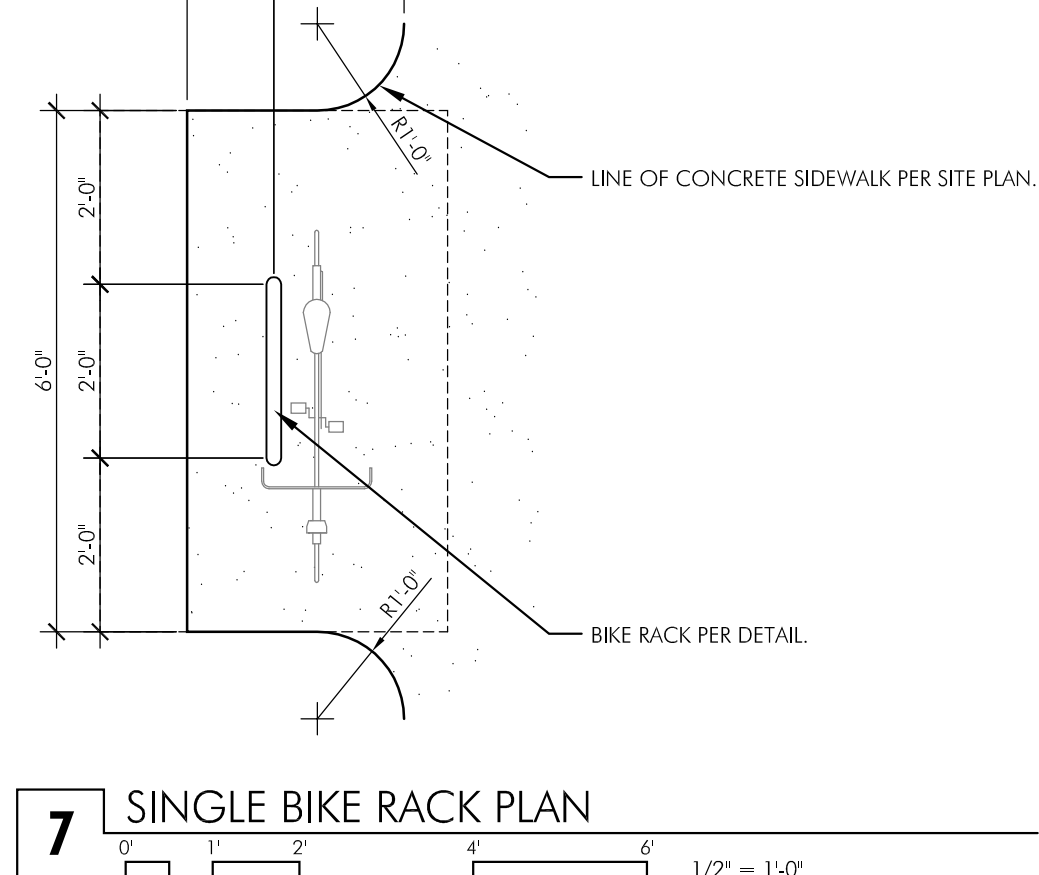 R1'-0"
LINE OF CONCRETE SIDEWALK PER SITE PLAN.
2'-0"
6'-0"
2'-0"
2'-0"
R1'-0"
BIKE RACK PER DETAIL.
7
SINGLE BIKE RACK PLAN
0' 1' 2' 4' 6'
1/2" = 1'-0"